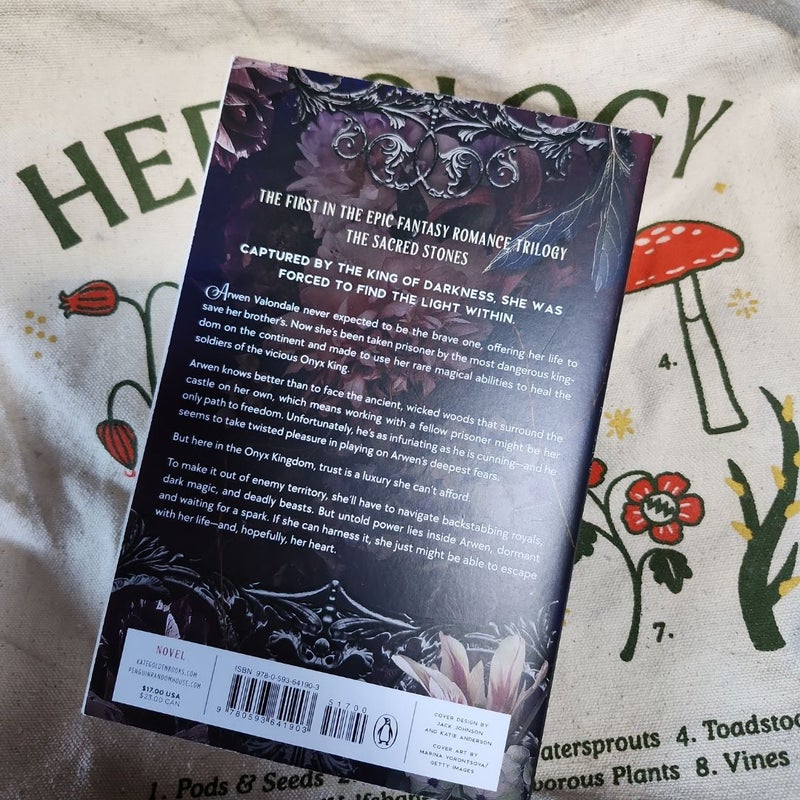 HE
OLOGY
THE FIRST IN THE EPIC FANTASY ROMANCE TRILOGY
THE SACRED STONES
CAPTURED BY THE KING OF DARKNESS, SHE WAS
FORCED TO FIND THE LIGHT WITHIN.
Arwen Valondale never expected to be the brave one, offering her life to
save her brother's. Now she's been taken prisoner by the most dangerous king-
dom on the continent and made to use her rare magical abilities to heal the
soldiers of the vicious Onyx King.
Arwen knows better than to face the ancient, wicked woods that surround the
castle on her own, which means working with a fellow prisoner might be her
only path to freedom. Unfortunately, he's as infuriating as he is cunning—and he
seems to take twisted pleasure in playing on Arwen's deepest fears.
But here in the Onyx Kingdom, trust is a luxury she can't afford.
To make it out of enemy territory, she'll have to navigate backstabbing royals,
dark magic, and deadly beasts. But untold power lies inside Arwen, dormant
and waiting for a spark. If she can harness it, she just might be able to escape
with her life—and, hopefully, her heart.
NOVEL
KATEGOLDENBOOKS.COM
PENGUINRANDOMHOUSE.COM
$17.00 USA
$23.00 CAN
ISBN 978-0-593-64190-3
51700
9 780593 641903
COVER DESIGN BY
JACK JOHNSON
AND KATIE ANDERSON
COVER ART BY
MARINA VORONTSOVA/
GETTY IMAGES
4.
7.
1. Pods & Seeds
atersprouts 4. Toadstoo
orous Plants 8. Vines